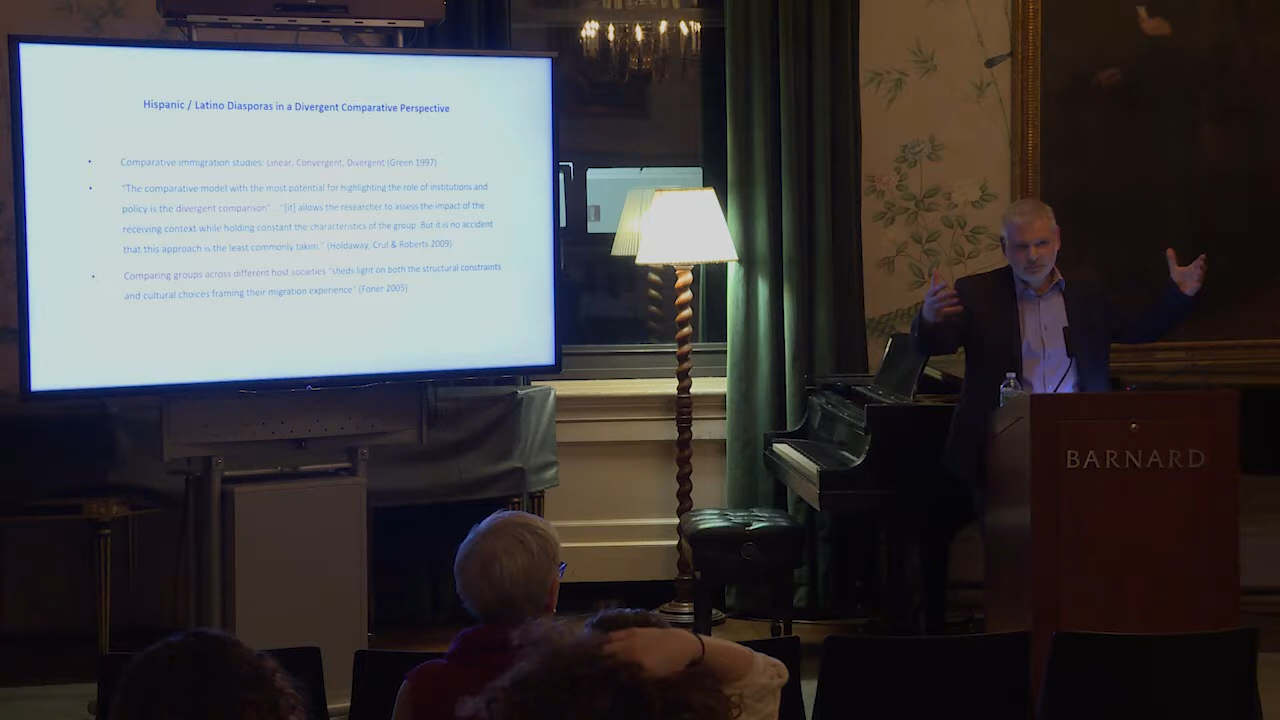 Hispanic / Latino Diasporas in a Divergent Comparative Perspective
• Comparative immigration studies: Linear, Convergent, Divergent (Green 1997)
• "The comparative model with the most potential for highlighting the role of institutions and
policy is the divergent comparison" ... "[it] allows the researcher to assess the impact of the
receiving context while holding constant the characteristics of the group. But it is no accident
that this approach is the least commonly taken." (Holdaway, Crul & Roberts 2009)
• Comparing groups across different host societies "sheds light on both the structural constraints
and cultural choices framing their migration experience" (Foner 2005)
BARNARD